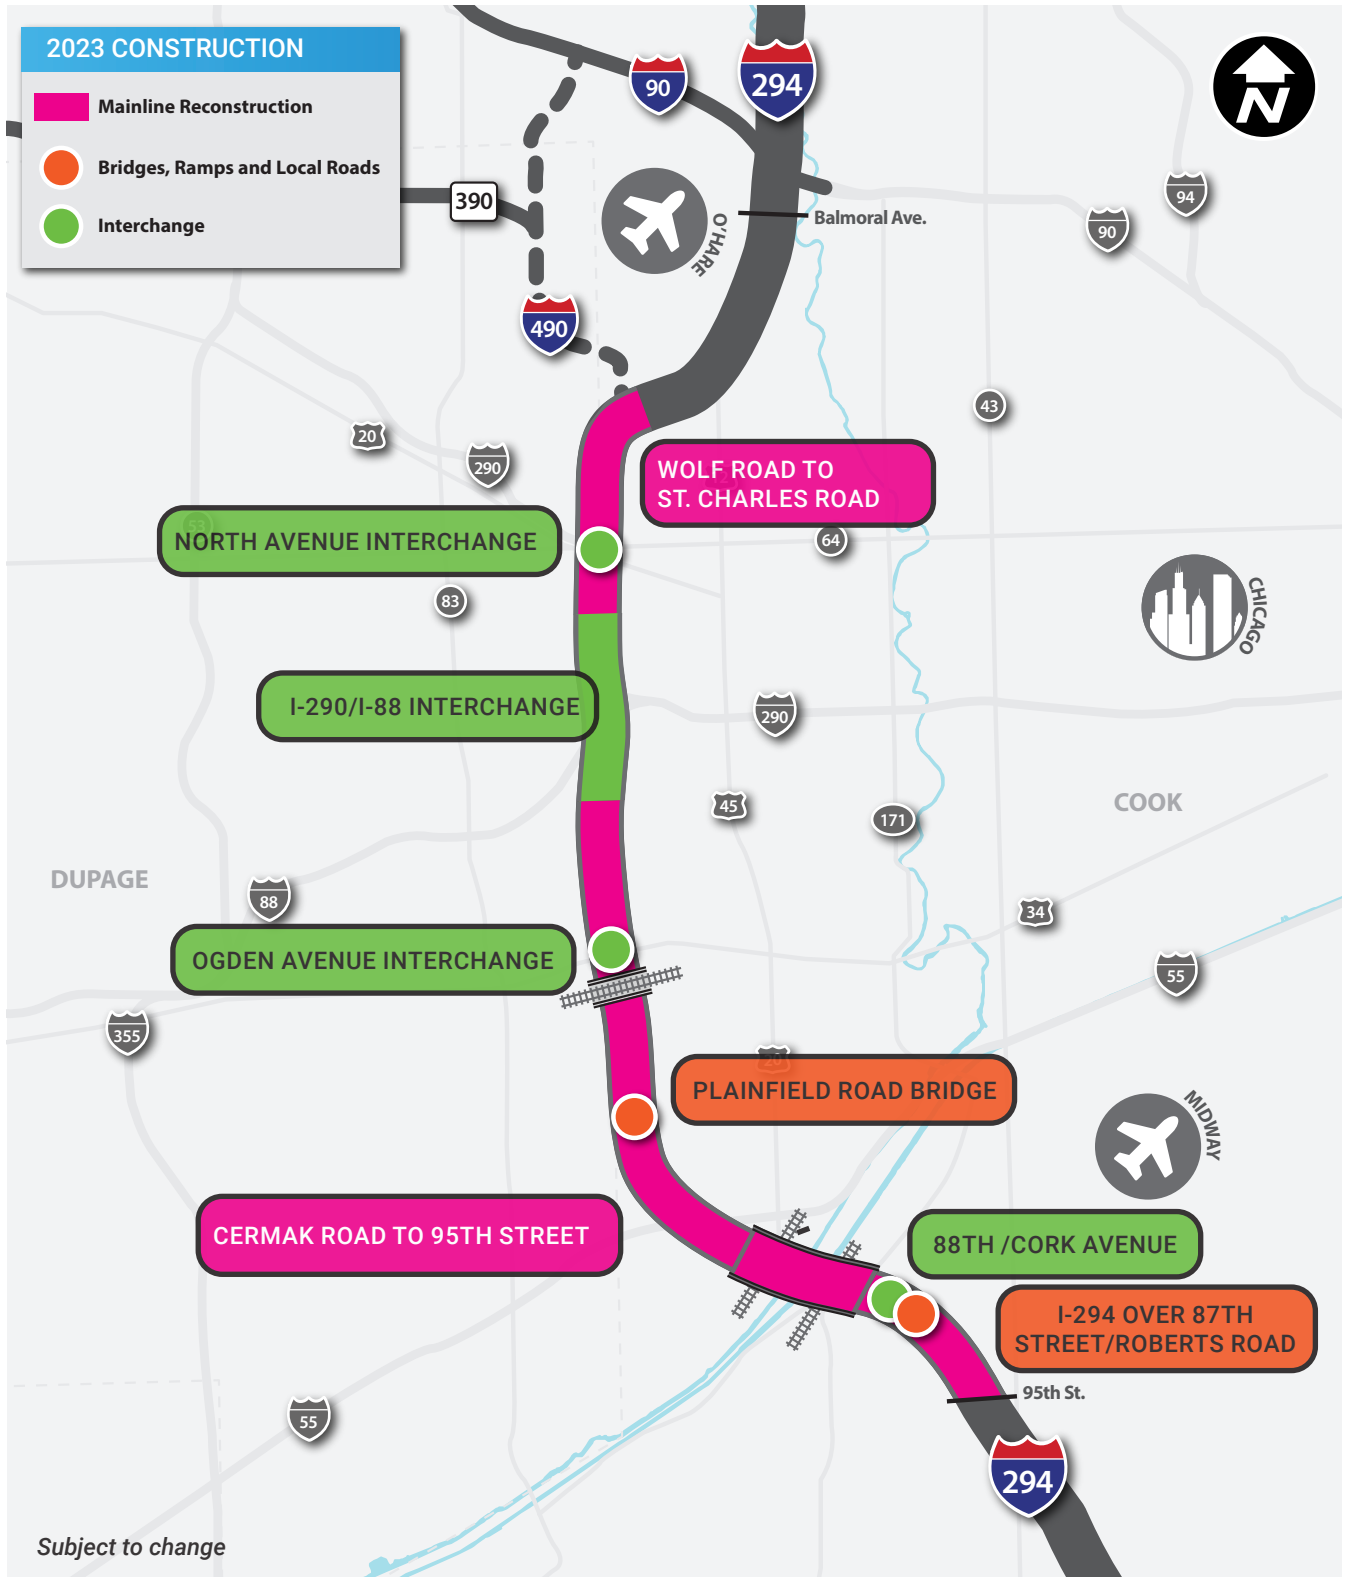 2023 CONSTRUCTION
Mainline Reconstruction
Bridges, Ramps and Local Roads
Interchange
90
294
N
390
94
90
O'HARE
Balmoral Ave.
490
43
20
290
WOLF ROAD TO
ST. CHARLES ROAD
53
NORTH AVENUE INTERCHANGE
64
83
CHICAGO
I-290/I-88 INTERCHANGE
290
45
171
COOK
DUPAGE
88
34
OGDEN AVENUE INTERCHANGE
55
355
20
PLAINFIELD ROAD BRIDGE
MIDWAY
CERMAK ROAD TO 95TH STREET
88TH /CORK AVENUE
I-294 OVER 87TH
STREET/ROBERTS ROAD
95th St.
55
294
Subject to change